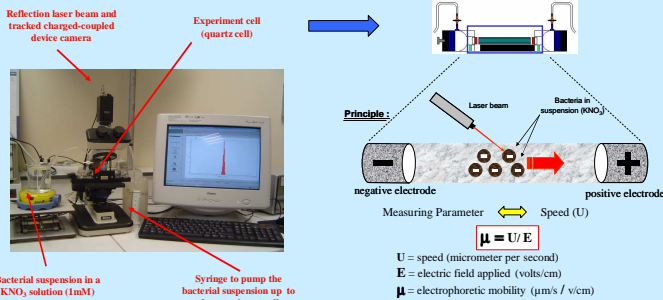 Reflection laser beam and
tracked charged-coupled
device camera
Experiment cell
(quartz cell)
Bacterial suspension in a
KNO3 solution (1mM)
Syringe to pump the
bacterial suspension up to
Principle :
Laser beam
Bacteria in
suspension (KNO3)
negative electrode
positive electrode
Measuring Parameter
Speed (U)
μ = U/ E
U = speed (micrometer per second)
E = electric field applied (volts/cm)
μ = electrophoretic mobility (µm/s / v/cm)